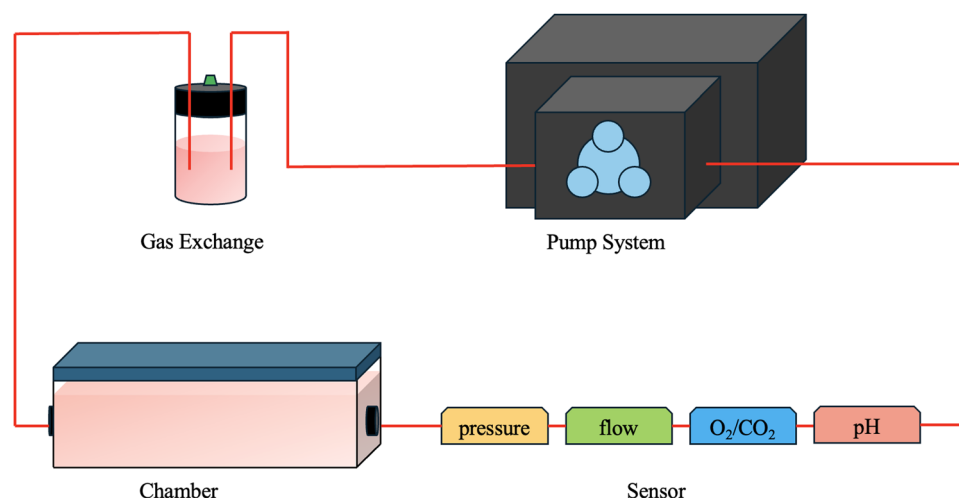 Gas Exchange
Pump System
pressure
flow
O₂/CO₂
pH
Chamber
Sensor